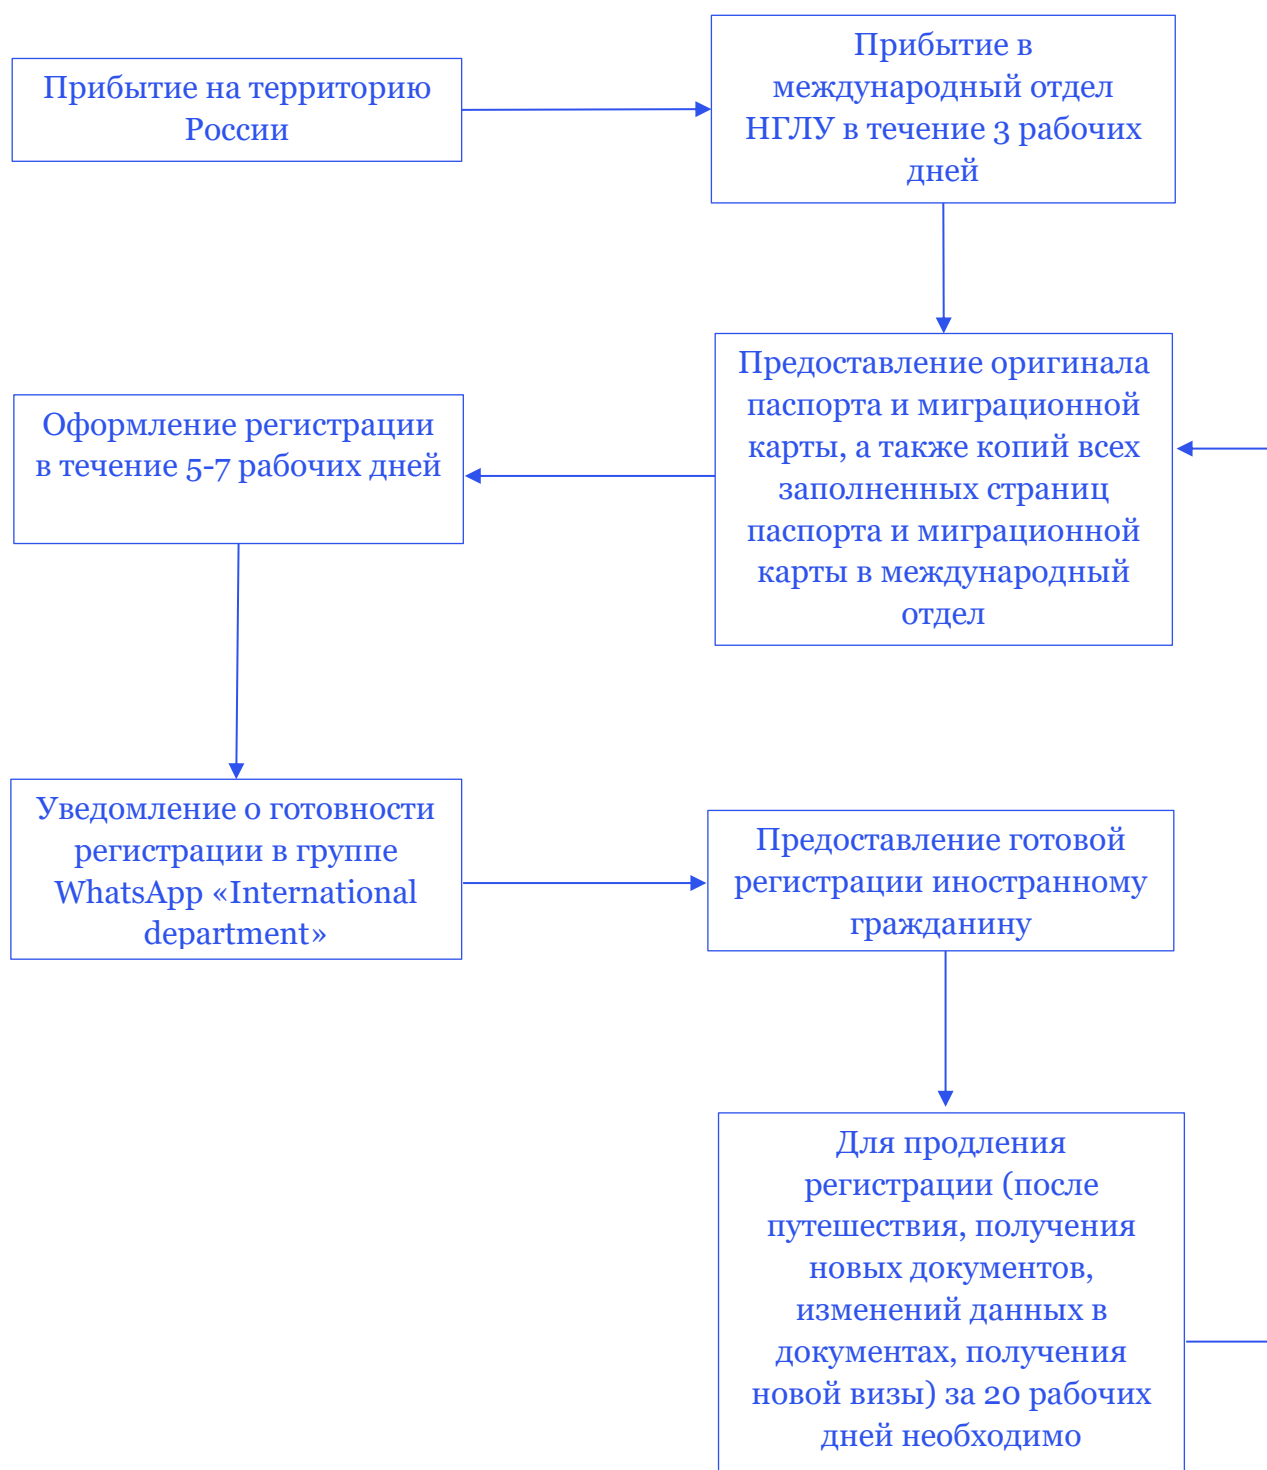 Прибытие на территорию
России
Прибытие в
международный отдел
НГЛУ в течение 3 рабочих
дней
Предоставление оригинала
паспорта и миграционной
карты, а также копий всех
заполненных страниц
паспорта и миграционной
карты в международный
отдел
Оформление регистрации
в течение 5-7 рабочих дней
Уведомление о готовности
регистрации в группе
WhatsApp «International
department»
Предоставление готовой
регистрации иностранному
гражданину
Для продления
регистрации (после
путешествия, получения
новых документов,
изменений данных в
документах, получения
новой визы) за 20 рабочих
дней необходимо